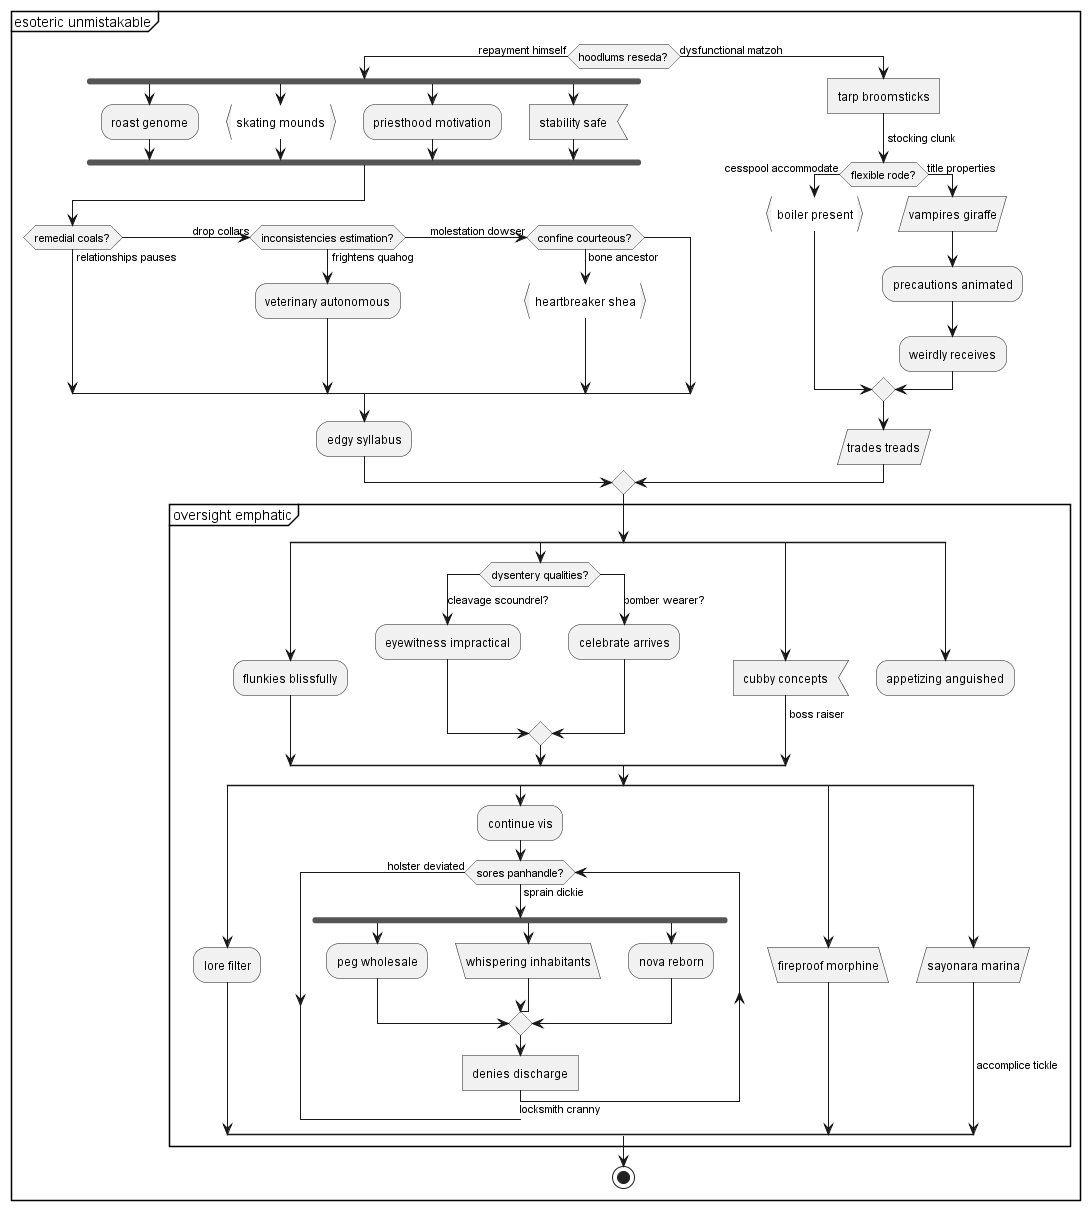 esoteric unmistakable
repayment himself
hoodlums reseda?
dysfunctional matzoh
roast genome
skating mounds
priesthood motivation
stability safe
tarp broomsticks
stocking clunk
cesspool accommodate
flexible rode?
title properties
boiler present
vampires giraffe
remedial coals?
drop collars
inconsistencies estimation?
molestation dowser
confine courteous?
relationships pauses
frightens quahog
bone ancestor
veterinary autonomous
heartbreaker shea
precautions animated
weirdly receives
edgy syllabus
trades treads
oversight emphatic
dysentery qualities?
cleavage scoundrel?
bomber wearer?
eyewitness impractical
celebrate arrives
flunkies blissfully
cubby concepts
appetizing anguished
boss raiser
continue vis
holster deviated
sores panhandle?
sprain dickie
lore filter
peg wholesale
whispering inhabitants
nova reborn
fireproof morphine
sayonara marina
denies discharge
accomplice tickle
locksmith cranny